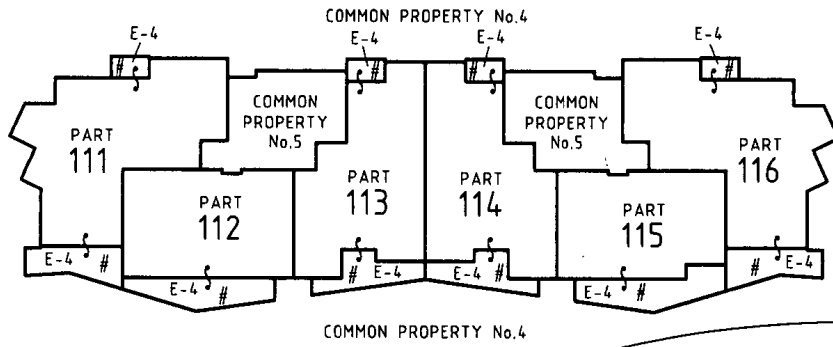 COMMON PROPERTY No.4
E-4
E-4
E-4
E-4
#
#
#
#
COMMON
PROPERTY
No.5
COMMON
PROPERTY
No.5
PART
111
PART
112
PART
113
PART
114
PART
115
PART
116
E-4 #
E-4 #
# E-4
E-4 #
E-4 #
# E-4
COMMON PROPERTY No.4